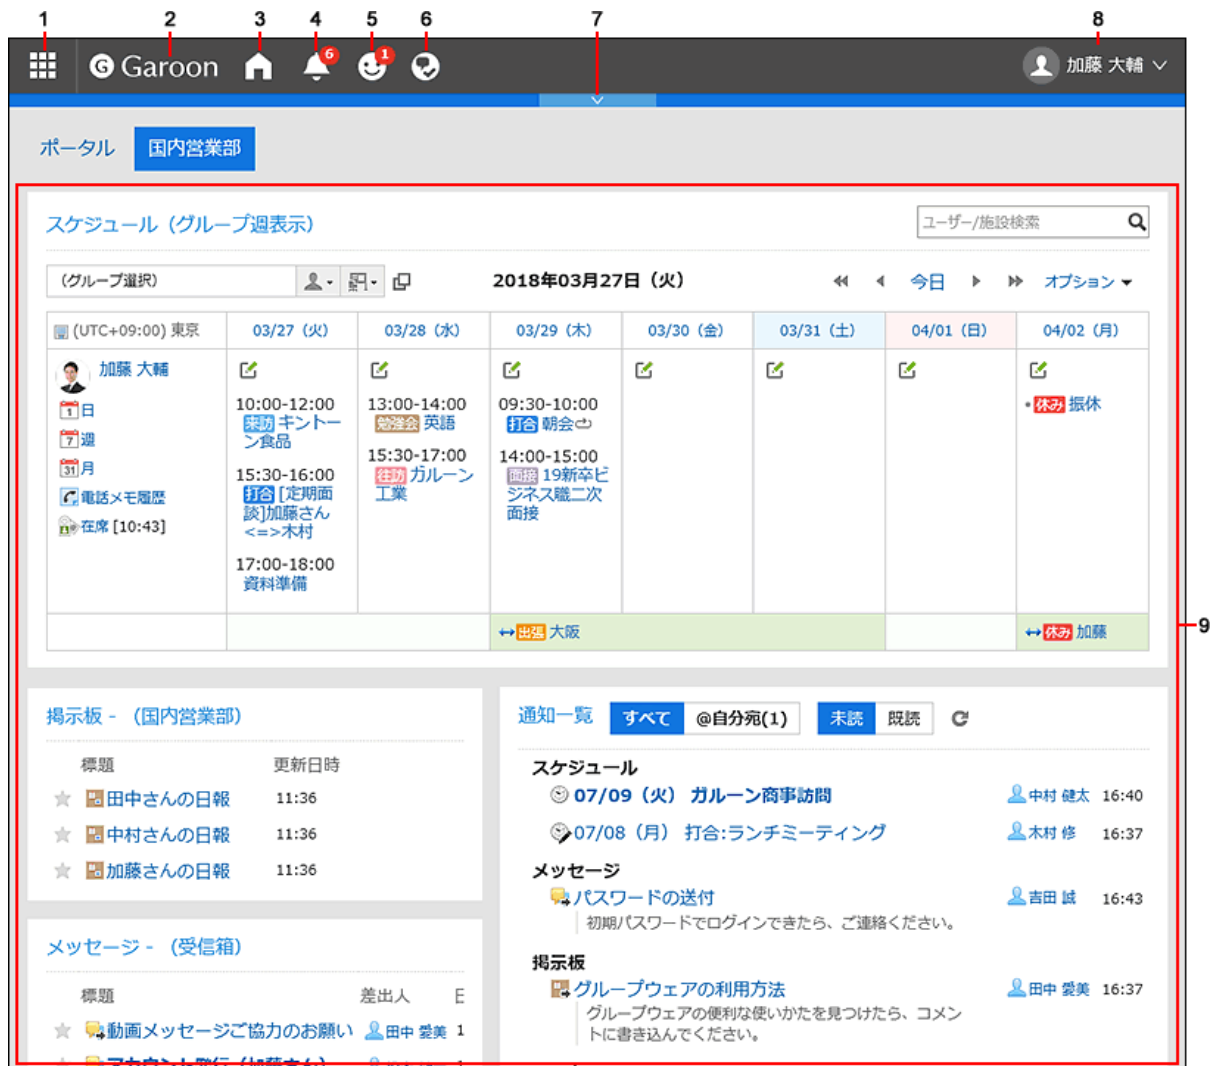 1 2 3 4 5 6 7 8
Garoon 6 1 加藤 大輔
ポータル 国内営業部
スケジュール（グループ週表示） ユーザー/施設検索
（グループ選択） 2018年03月27日（火） 今日 オプション
(UTC+09:00) 東京 03/27（火） 03/28（水） 03/29（木） 03/30（金） 03/31（土） 04/01（日） 04/02（月）
加藤 大輔
1 日
7 週
31 月
電話メモ履歴
在席 [10:43]
10:00-12:00
来訪 キントー
ン食品
15:30-16:00
打合 [定期面
談]加藤さん
<=>木村
17:00-18:00
資料準備
13:00-14:00
勉強会 英語
15:30-17:00
往訪 ガルーン
工業
09:30-10:00
打合 朝会
14:00-15:00
面接 19新卒ビ
ジネス職二次
面接
休み 振休
出張 大阪
休み 加藤
9
掲示板 - （国内営業部）
標題 更新日時
田中さんの日報 11:36
中村さんの日報 11:36
加藤さんの日報 11:36
メッセージ - （受信箱）
標題 差出人
動画メッセージご協力のお願い 田中 愛美 1
通知一覧 すべて @自分宛(1) 未読 既読
スケジュール
07/09（火） ガルーン商事訪問 中村 健太 16:40
07/08（月） 打合:ランチミーティング 木村 修 16:37
メッセージ
パスワードの送付 吉田 誠 16:43
初期パスワードでログインできたら、ご連絡ください。
掲示板
グループウェアの利用方法 田中 愛美 16:37
グループウェアの便利な使いかたを見つけたら、コメン
トに書き込んでください。